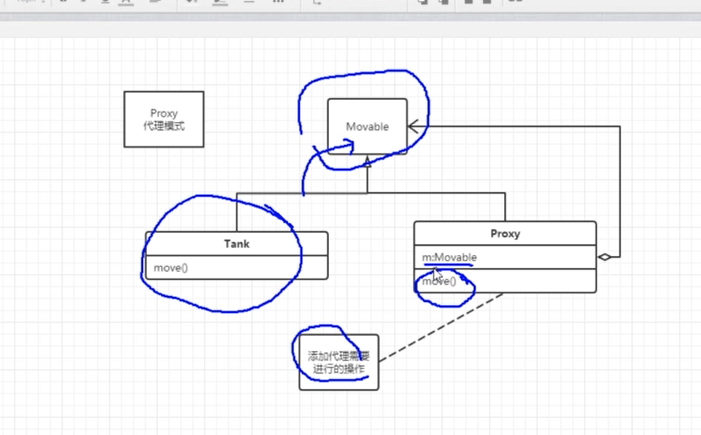 Proxy
代理模式
Movable
Tank
move()
Proxy
m:Movable
move()
添加代理需要
进行的操作